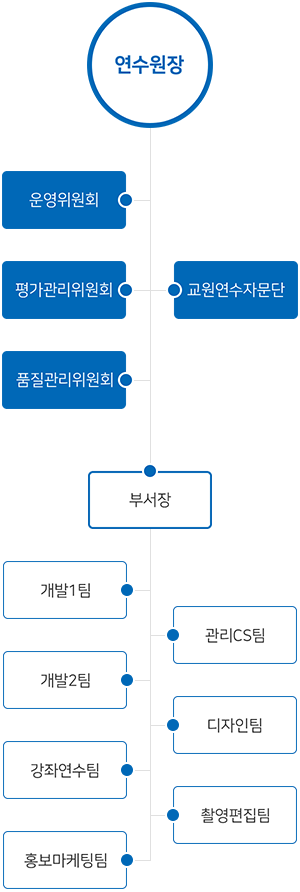 연수원장
운영위원회
평가관리위원회
교원연수자문단
품질관리위원회
부서장
개발1팀
관리CS팀
개발2팀
디자인팀
강좌연수팀
촬영편집팀
홍보마케팅팀